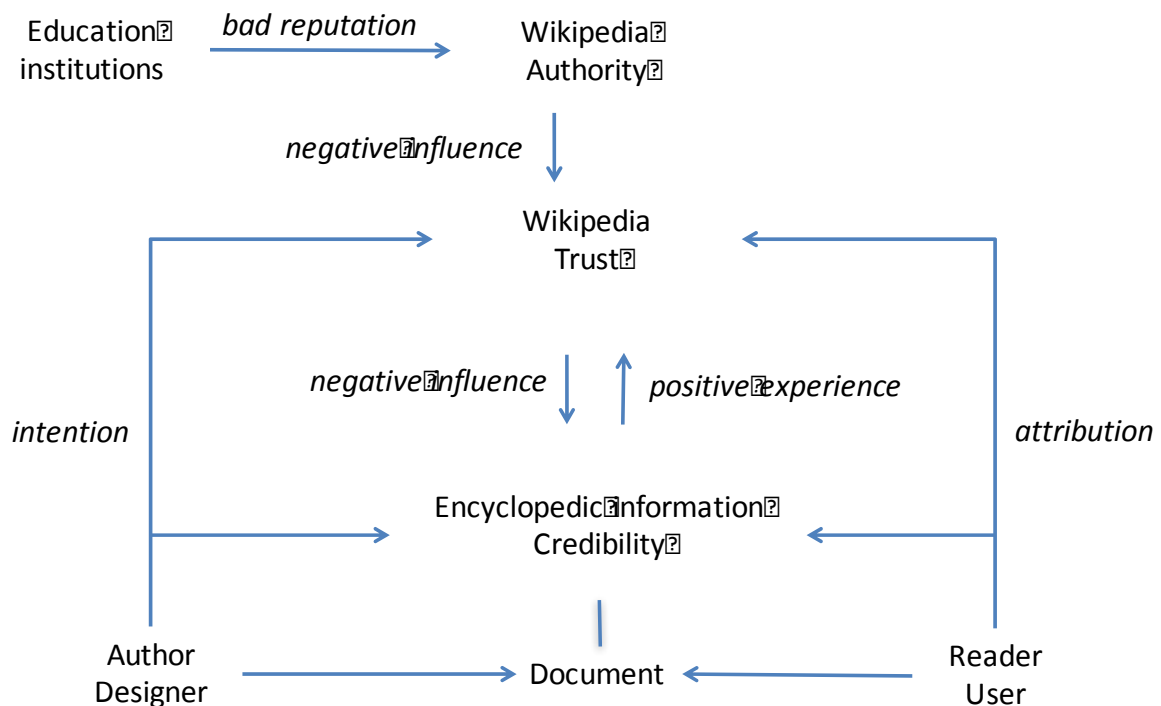 Education⍰
institutions
bad reputation
Wikipedia⍰
Authority⍰
negative⍰influence
Wikipedia
Trust⍰
negative⍰influence
positive⍰experience
intention
attribution
Encyclopedic⍰information⍰
Credibility⍰
Author
Designer
Document
Reader
User